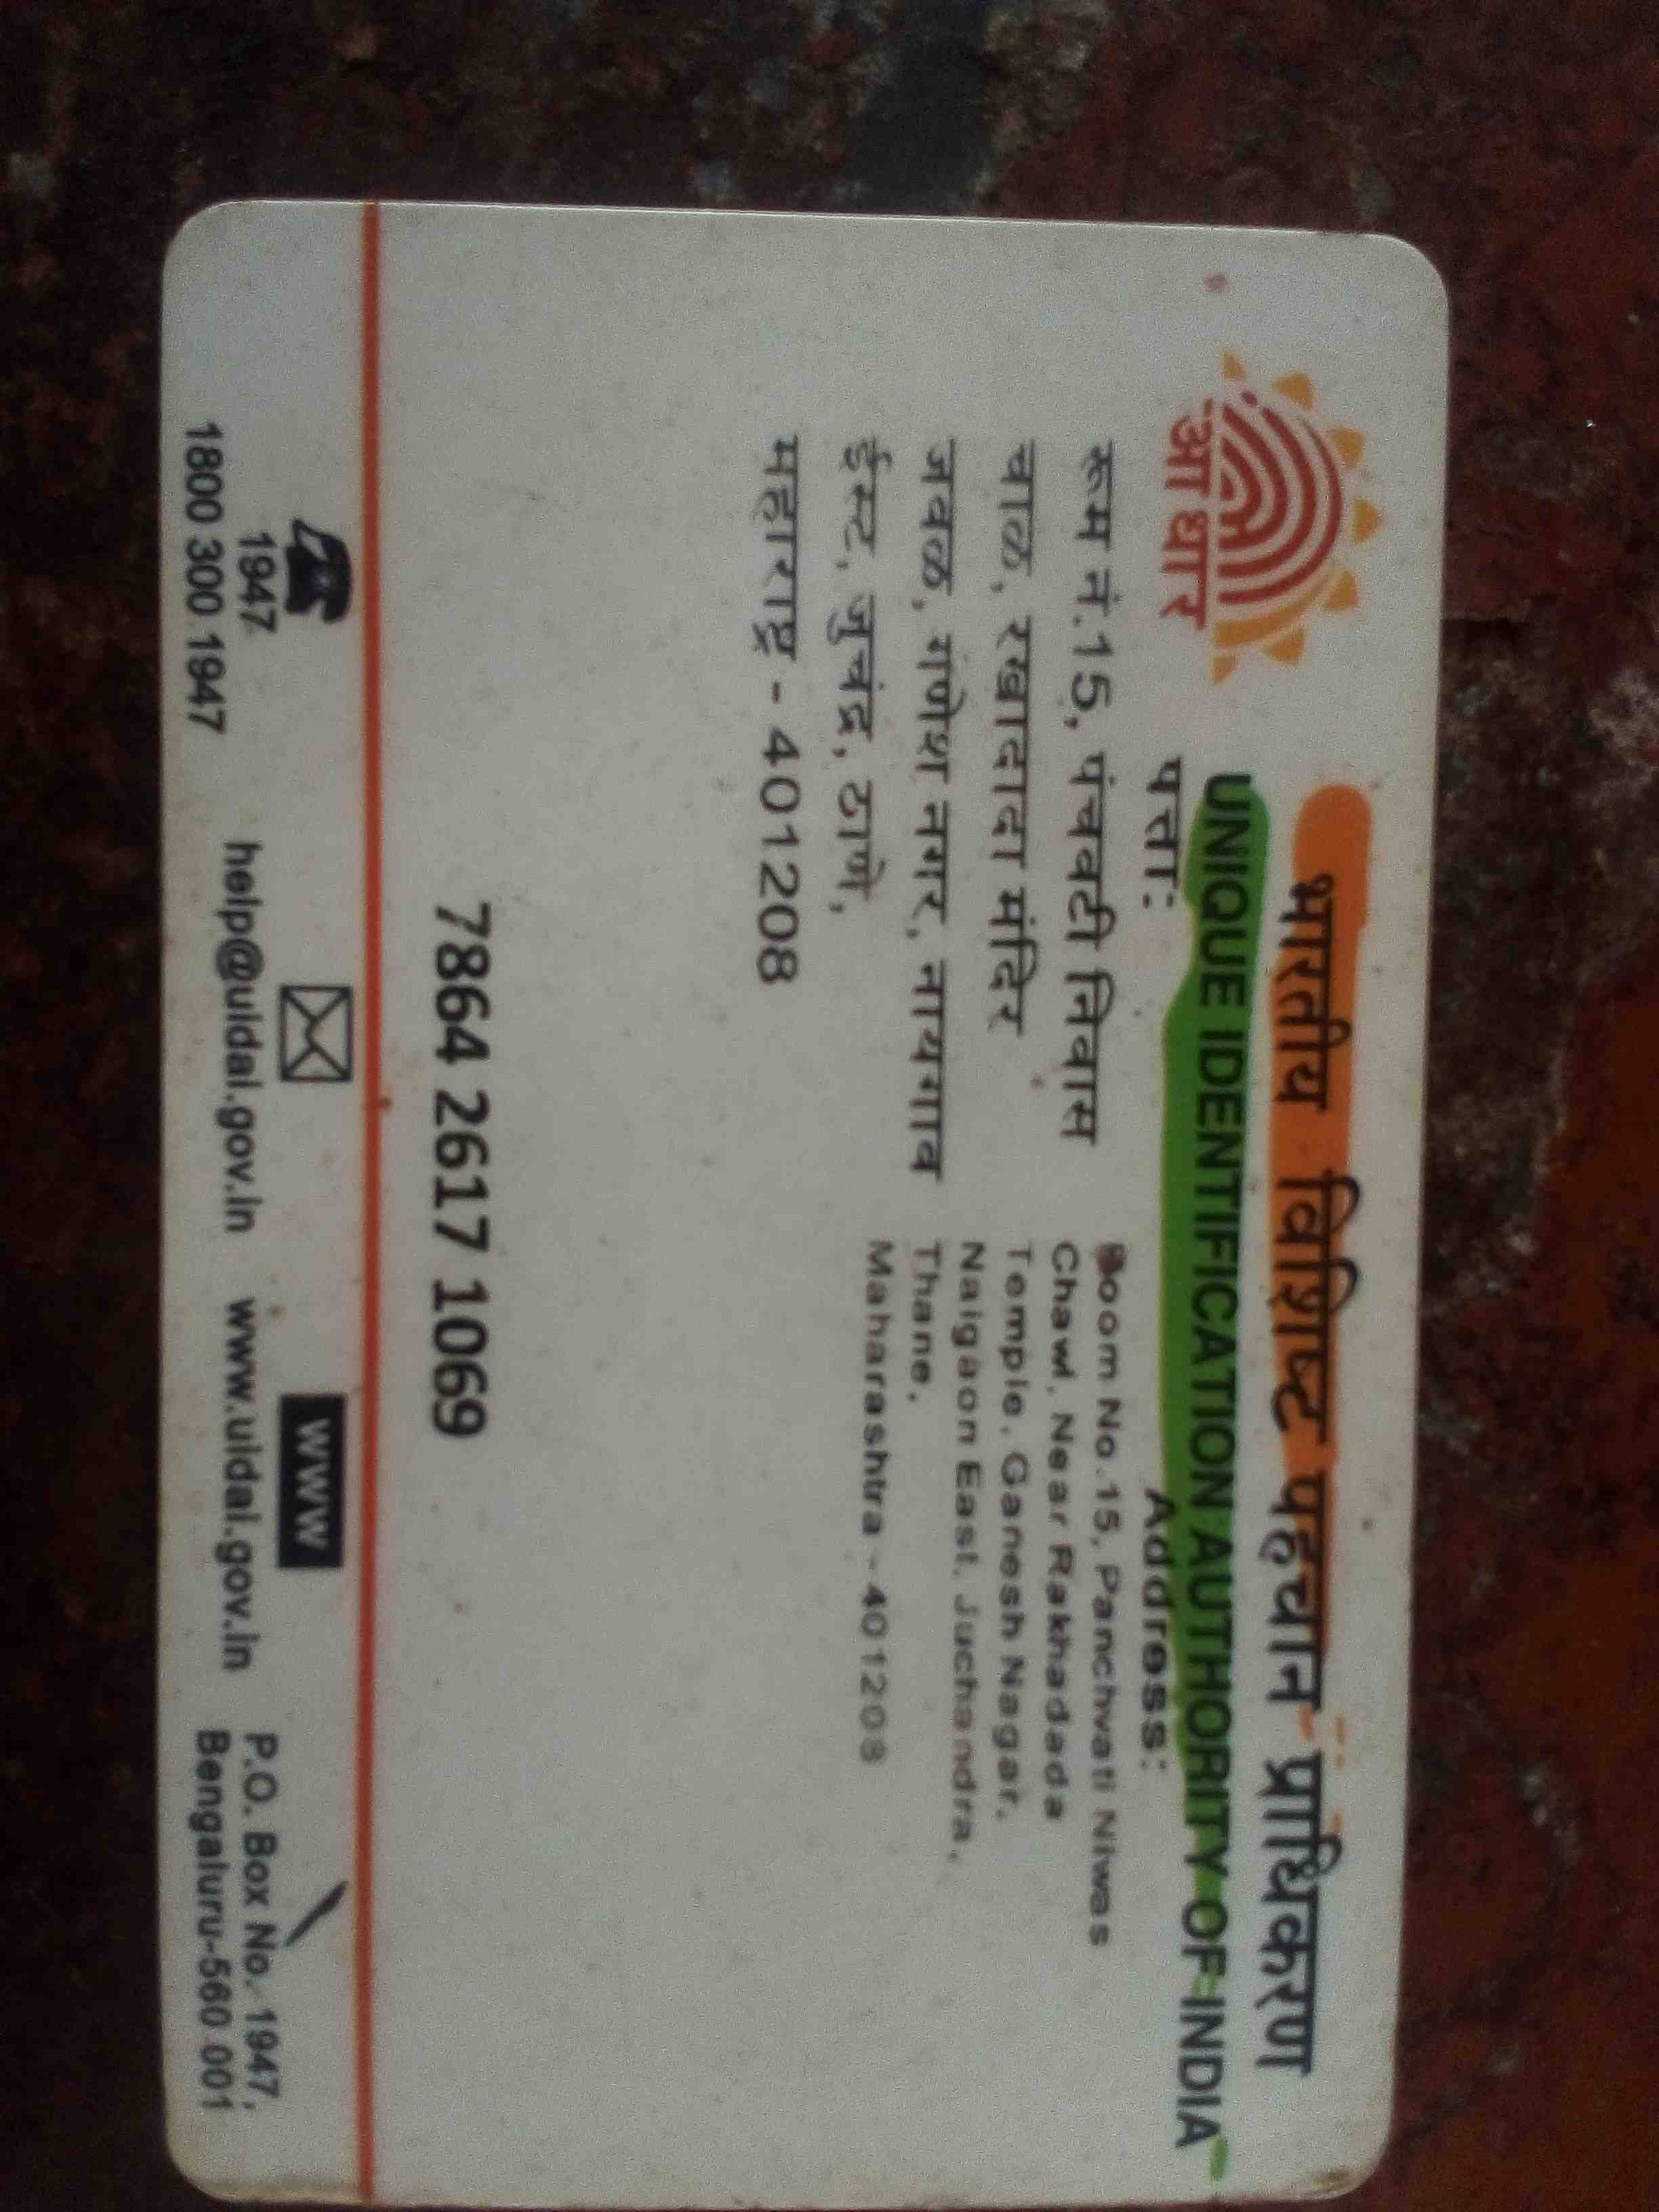 भारतीय विशिष्ट पहचान प्राधिकरण
UNIQUE IDENTIFICATION AUTHORITY OF INDIA
आधार
पत्ता:
रूम नं.15, पंचवटी निवास
चाळ, रखादादा मंदिर
जवळ, गणेश नगर, नायगाव
ईस्ट, जुचंद्र, ठाणे,
महाराष्ट्र - 401208
Address:
Room No.15, Panchvati Niwas
Chawl, Near Rakhadada
Temple, Ganesh Nagar,
Naigaon East, Juchandra,
Thane,
Maharashtra - 401208
7864 2617 1069
1947
1800 300 1947
help@uidai.gov.in
www
www.uidai.gov.in
P.O. Box No. 1947,
Bengaluru-560 001